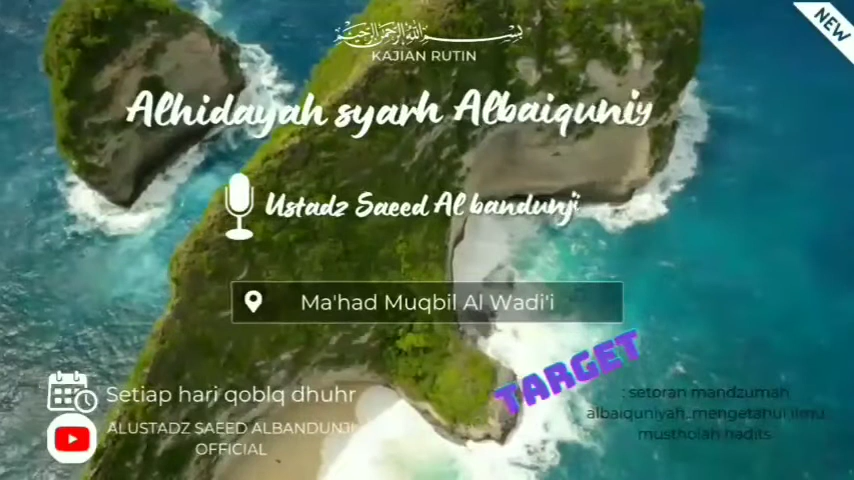 بسم الله الرحمن الرحيم
KAJIAN RUTIN
NEW
Alhidayah syarh Albaiquniy
Ustadz Saeed Al bandunji
Ma'had Muqbil Al Wadi'i
TARGET
Setiap hari qoblq dhuhr
: setoran mandzumah
albaiquniyah..mengetahui ilmu
mustholah hadits
ALUSTADZ SAEED ALBANDUNJI
OFFICIAL